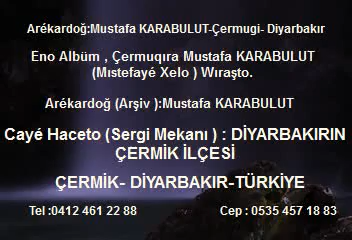 Arékardoğ:Mustafa KARABULUT-Çermugi- Diyarbakır
Eno Albüm , Çermuqıra Mustafa KARABULUT
(Mıstefayé Xelo ) Wıraşto.
Arékardoğ (Arşiv ):Mustafa KARABULUT
Cayé Haceto (Sergi Mekanı ) : DİYARBAKIRIN
ÇERMİK İLÇESİ
ÇERMİK- DİYARBAKIR-TÜRKİYE
Tel :0412 461 22 88 Cep : 0535 457 18 83